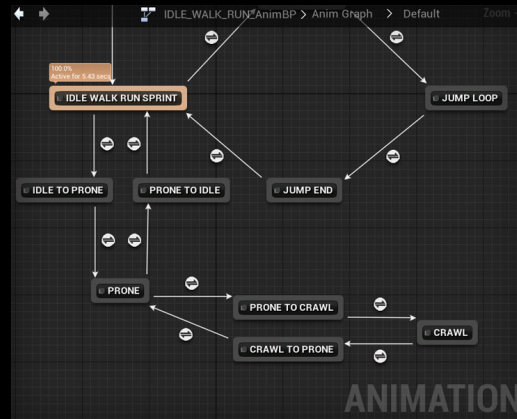 IDLE_WALK_RUN_AnimBP > Anim Graph > Default Zoom -
100.0%
Active for 5.43 secs
IDLE WALK RUN SPRINT
JUMP LOOP
IDLE TO PRONE
PRONE TO IDLE
JUMP END
PRONE
PRONE TO CRAWL
CRAWL
CRAWL TO PRONE
ANIMATION